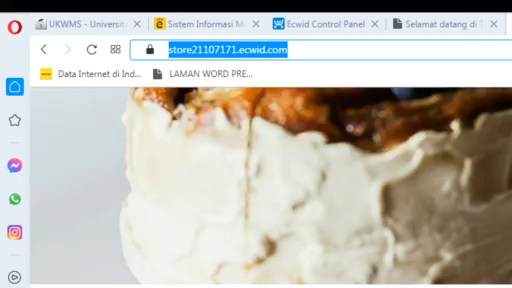 UKWMS - Universita
Sistem Informasi M
Ecwid Control Panel
Selamat datang di T
store21107171.ecwid.com
Data Internet di Ind...
LAMAN WORD PRE...